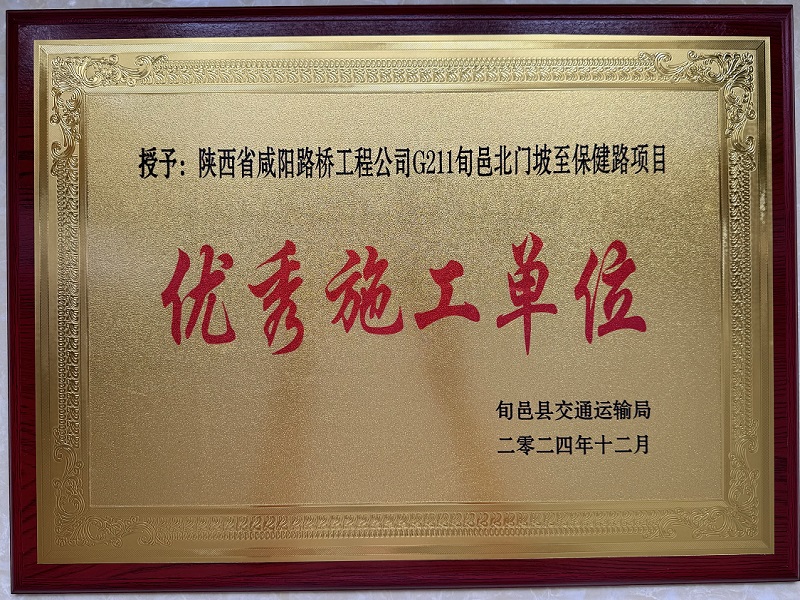 授予：陕西省咸阳路桥工程公司G211旬邑北门坡至保健路项目
优秀施工单位
旬邑县交通运输局
二零二四年十二月